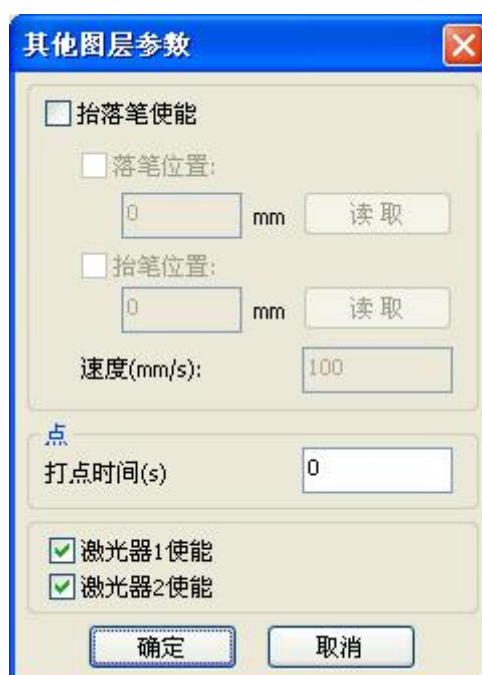 其他图层参数
抬落笔使能
落笔位置:
0 mm 读取
抬笔位置:
0 mm 读取
速度(mm/s): 100
点
打点时间(s) 0
激光器1使能
激光器2使能
确定 取消